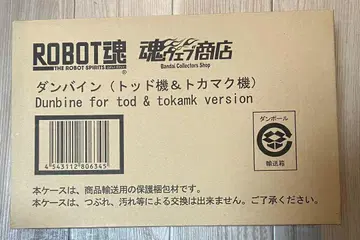 ROBOT魂
THE ROBOT SPIRITS
®
魂ウェブ商店
Bandai Collectors Shop
ダンバイン（トッド機＆トカマク機）
Dunbine for tod & tokamk version
4 543112 806345
ダンボール
輸送箱
本ケースは、商品輸送用の保護梱包材です。
本ケースは、つぶれ、汚れ等による交換は出来ません。ご了承ください。